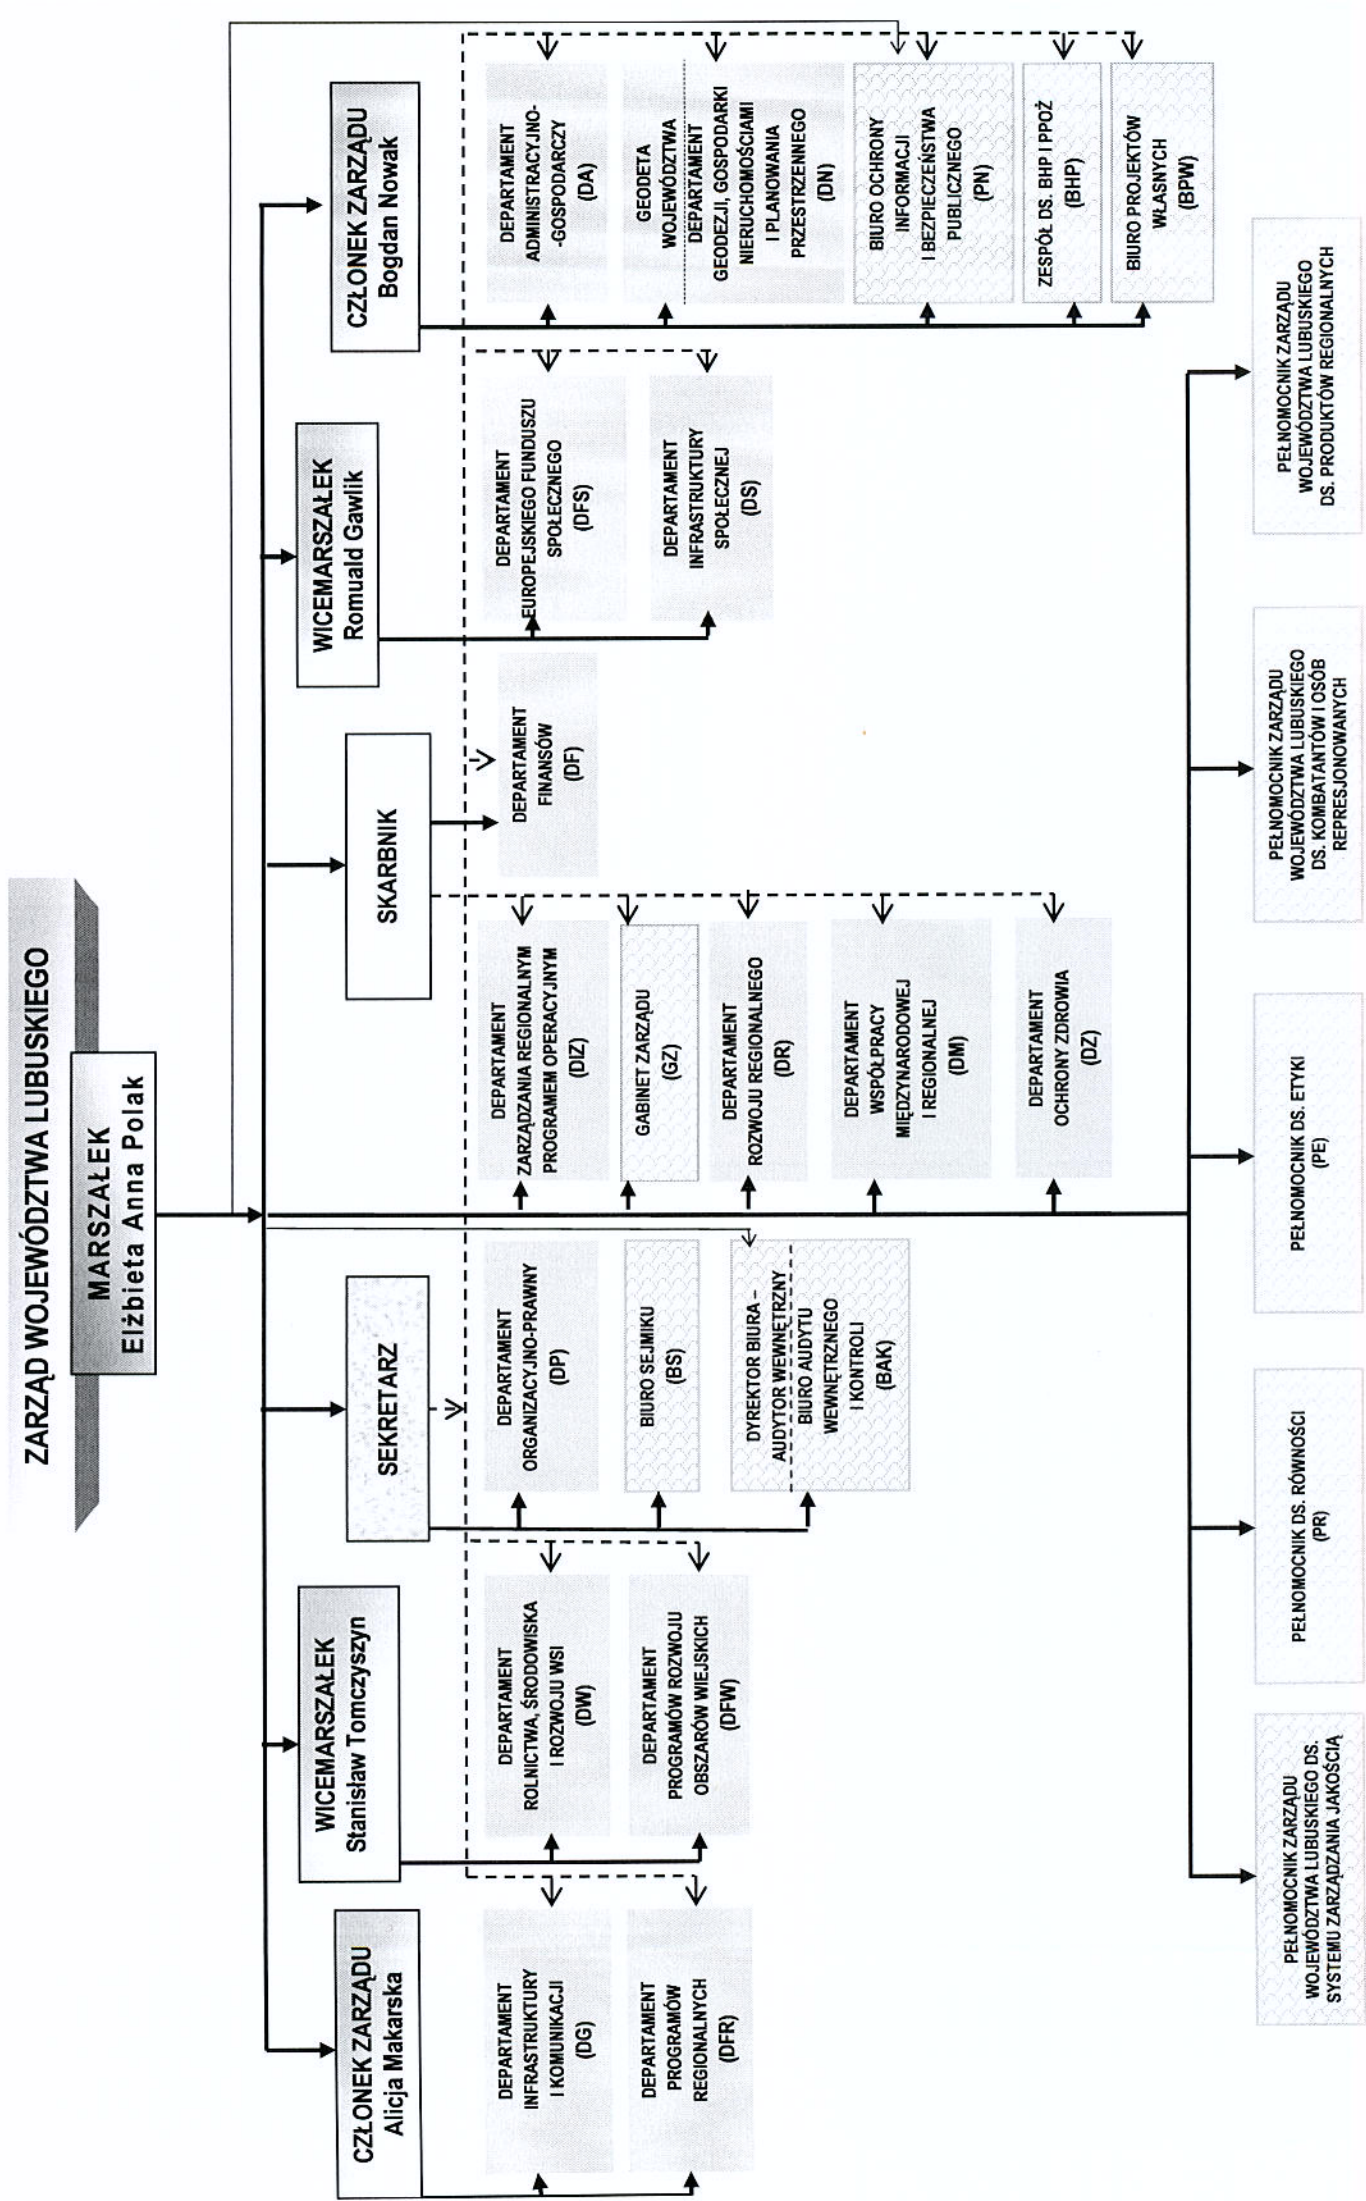 ZARZĄD WOJEWÓDZTWA LUBUSKIEGO
MARSZAŁEK
Elżbieta Anna Polak
CZŁONEK ZARZĄDU
Alicja Makarska
WICEMARSZAŁEK
Stanisław Tomczyszyn
SEKRETARZ
SKARBNIK
WICEMARSZAŁEK
Romuald Gawlik
CZŁONEK ZARZĄDU
Bogdan Nowak
DEPARTAMENT
INFRASTRUKTURY
I KOMUNIKACJI
(DG)
DEPARTAMENT
PROGRAMÓW
REGIONALNYCH
(DFR)
DEPARTAMENT
ROLNICTWA, ŚRODOWISKA
I ROZWOJU WSI
(DW)
DEPARTAMENT
PROGRAMÓW ROZWOJU
OBSZARÓW WIEJSKICH
(DFW)
DEPARTAMENT
ORGANIZACYJNO-PRAWNY
(DP)
BIURO SEJMIKU
(BS)
DYREKTOR BIURA –
AUDYTOR WEWNĘTRZNY
BIURO AUDYTU
WEWNĘTRZNEGO
I KONTROLI
(BAK)
DEPARTAMENT
ZARZĄDZANIA REGIONALNYM
PROGRAMEM OPERACYJNYM
(DIZ)
GABINET ZARZĄDU
(GZ)
DEPARTAMENT
ROZWOJU REGIONALNEGO
(DR)
DEPARTAMENT
WSPÓŁPRACY
MIĘDZYNARODOWEJ
I REGIONALNEJ
(DM)
DEPARTAMENT
OCHRONY ZDROWIA
(DZ)
DEPARTAMENT
FINANSÓW
(DF)
DEPARTAMENT
EUROPEJSKIEGO FUNDUSZU
SPOŁECZNEGO
(DFS)
DEPARTAMENT
INFRASTRUKTURY
SPOŁECZNEJ
(DS)
DEPARTAMENT
ADMINISTRACYJNO-
-GOSPODARCZY
(DA)
GEODETA
WOJEWÓDZTWA
DEPARTAMENT
GEODEZJI, GOSPODARKI
NIERUCHOMOŚCIAMI
I PLANOWANIA
PRZESTRZENNEGO
(DN)
BIURO OCHRONY
INFORMACJI
I BEZPIECZEŃSTWA
PUBLICZNEGO
(PN)
ZESPÓŁ DS. BHP I PPOŻ
(BHP)
BIURO PROJEKTÓW
WŁASNYCH
(BPW)
PEŁNOMOCNIK ZARZĄDU
WOJEWÓDZTWA LUBUSKIEGO DS.
SYSTEMU ZARZĄDZANIA JAKOŚCIĄ
PEŁNOMOCNIK DS. RÓWNOŚCI
(PR)
PEŁNOMOCNIK DS. ETYKI
(PE)
PEŁNOMOCNIK ZARZĄDU
WOJEWÓDZTWA LUBUSKIEGO
DS. KOMBATANTÓW I OSÓB
REPRESJONOWANYCH
PEŁNOMOCNIK ZARZĄDU
WOJEWÓDZTWA LUBUSKIEGO
DS. PRODUKTÓW REGIONALNYCH